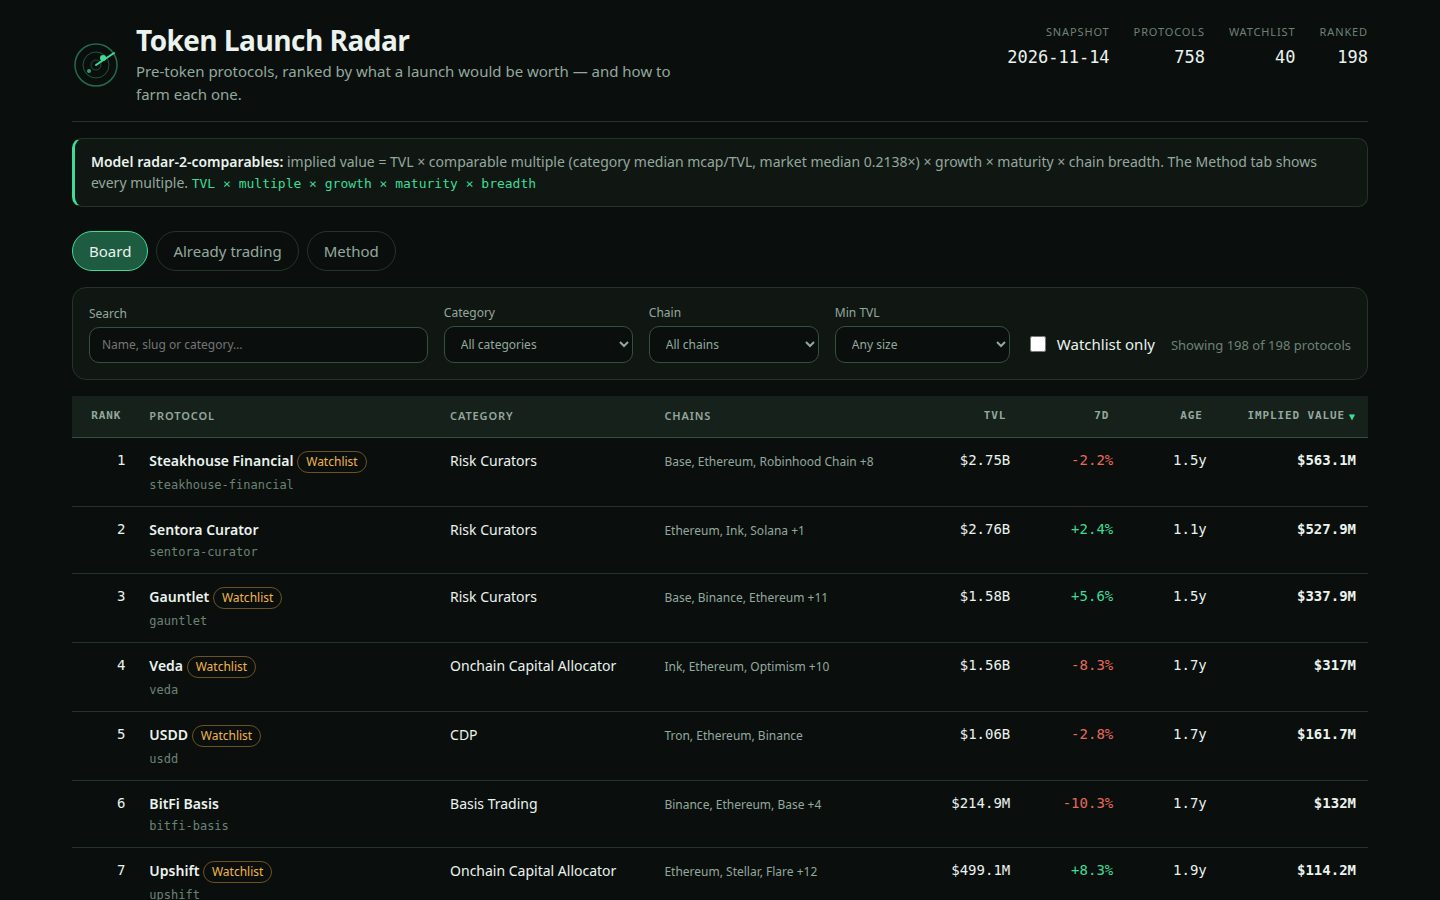 Token Launch Radar
Pre-token protocols, ranked by what a launch would be worth — and how to
farm each one.
SNAPSHOT PROTOCOLS WATCHLIST RANKED
2026-11-14 758 40 198
Model radar-2-comparables: implied value = TVL × comparable multiple (category median mcap/TVL, market median 0.2138×) × growth × maturity × chain breadth. The Method tab shows
every multiple. TVL × multiple × growth × maturity × breadth
Board Already trading Method
Search Category Chain Min TVL
Name, slug or category... All categories All chains Any size Watchlist only Showing 198 of 198 protocols
RANK PROTOCOL CATEGORY CHAINS TVL 7D AGE IMPLIED VALUE ▼
1 Steakhouse Financial Watchlist Risk Curators Base, Ethereum, Robinhood Chain +8 $2.75B -2.2% 1.5y $563.1M
steakhouse-financial
2 Sentora Curator Risk Curators Ethereum, Ink, Solana +1 $2.76B +2.4% 1.1y $527.9M
sentora-curator
3 Gauntlet Watchlist Risk Curators Base, Binance, Ethereum +11 $1.58B +5.6% 1.5y $337.9M
gauntlet
4 Veda Watchlist Onchain Capital Allocator Ink, Ethereum, Optimism +10 $1.56B -8.3% 1.7y $317M
veda
5 USDD Watchlist CDP Tron, Ethereum, Binance $1.06B -2.8% 1.7y $161.7M
usdd
6 BitFi Basis Basis Trading Binance, Ethereum, Base +4 $214.9M -10.3% 1.7y $132M
bitfi-basis
7 Upshift Watchlist Onchain Capital Allocator Ethereum, Stellar, Flare +12 $499.1M +8.3% 1.9y $114.2M
upshift